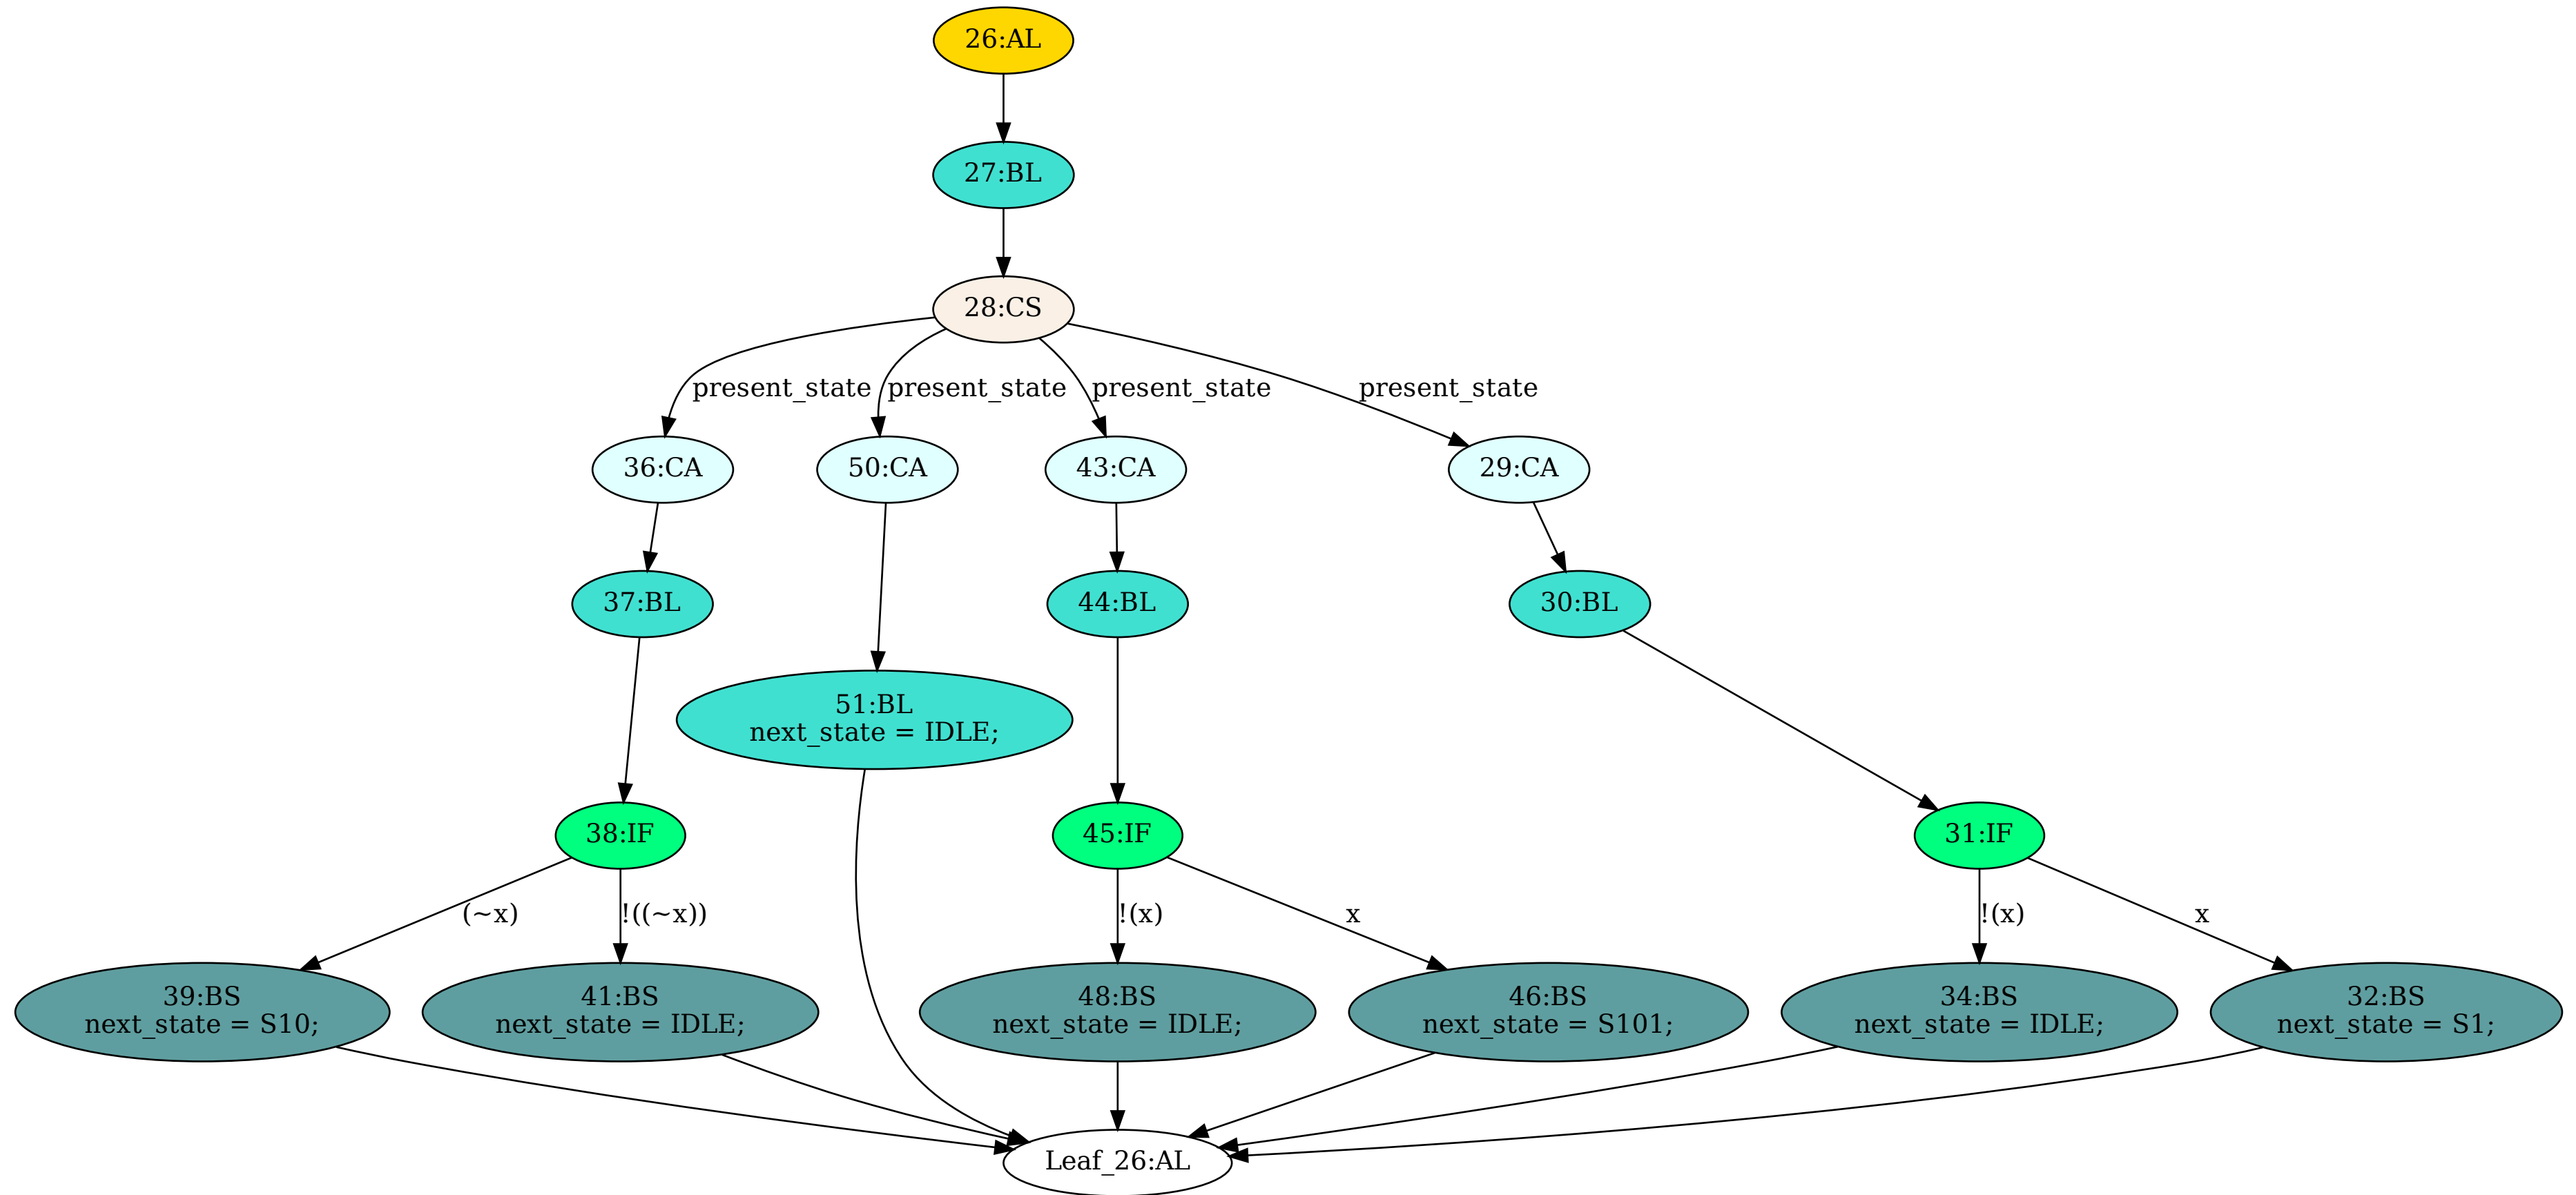 26:AL
27:BL
28:CS
present_state
present_state
present_state
present_state
36:CA
50:CA
43:CA
29:CA
37:BL
44:BL
30:BL
51:BL
next_state = IDLE;
38:IF
45:IF
31:IF
(~x)
!((~x))
!(x)
x
!(x)
x
39:BS
next_state = S10;
41:BS
next_state = IDLE;
48:BS
next_state = IDLE;
46:BS
next_state = S101;
34:BS
next_state = IDLE;
32:BS
next_state = S1;
Leaf_26:AL